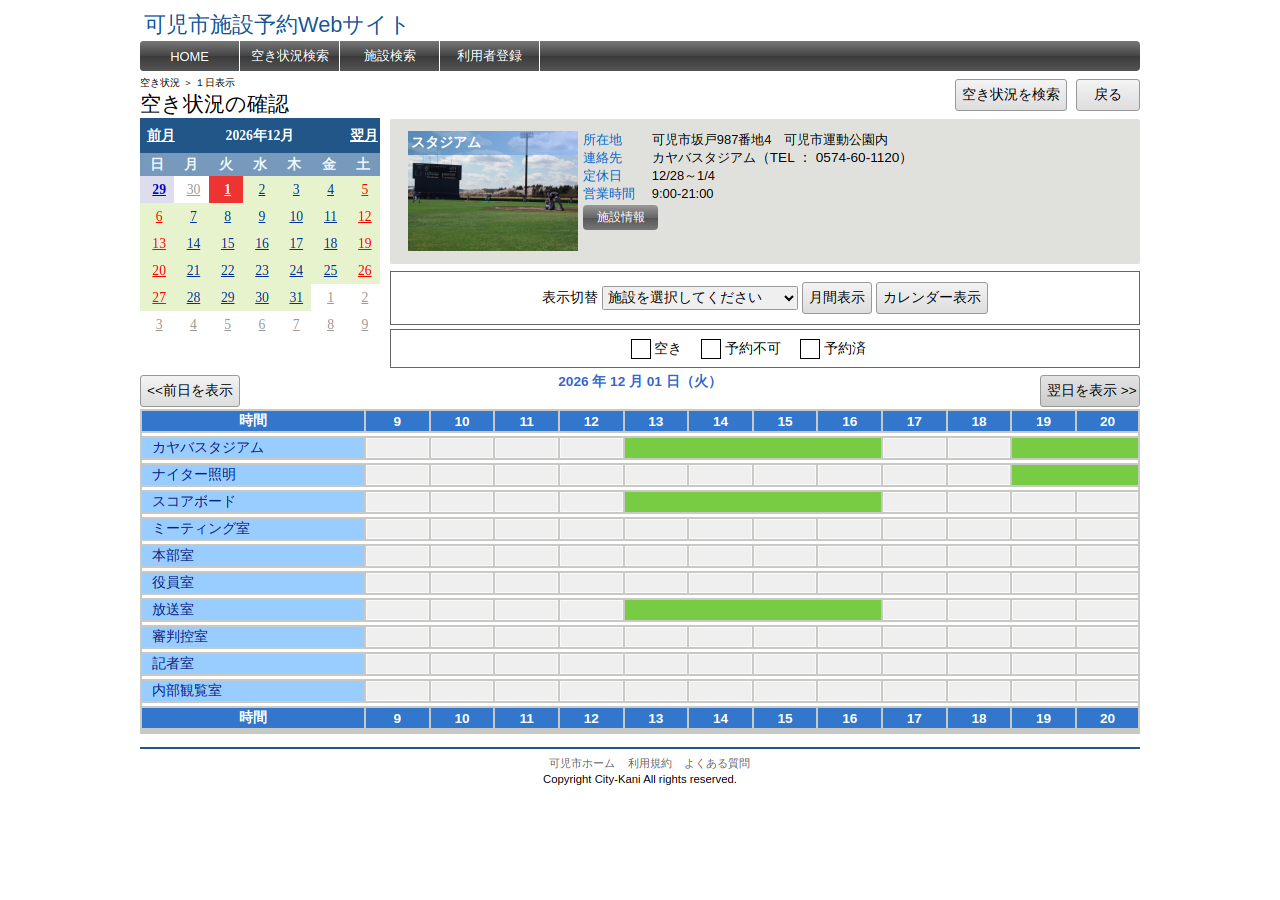 可児市施設予約Webサイト
HOME 空き状況検索 施設検索 利用者登録
空き状況 ＞ １日表示
空き状況の確認
空き状況を検索 戻る
前月 2026年12月 翌月
日 月 火 水 木 金 土
29 30 1 2 3 4 5
6 7 8 9 10 11 12
13 14 15 16 17 18 19
20 21 22 23 24 25 26
27 28 29 30 31 1 2
3 4 5 6 7 8 9
スタジアム
所在地 可児市坂戸987番地4　可児市運動公園内
連絡先 カヤバスタジアム（TEL ： 0574-60-1120）
定休日 12/28～1/4
営業時間 9:00-21:00
施設情報
表示切替 施設を選択してください 月間表示 カレンダー表示
空き 予約不可 予約済
<<前日を表示 2026 年 12 月 01 日（火） 翌日を表示 >>
時間 9 10 11 12 13 14 15 16 17 18 19 20
カヤバスタジアム
ナイター照明
スコアボード
ミーティング室
本部室
役員室
放送室
審判控室
記者室
内部観覧室
時間 9 10 11 12 13 14 15 16 17 18 19 20
可児市ホーム 利用規約 よくある質問
Copyright City-Kani All rights reserved.